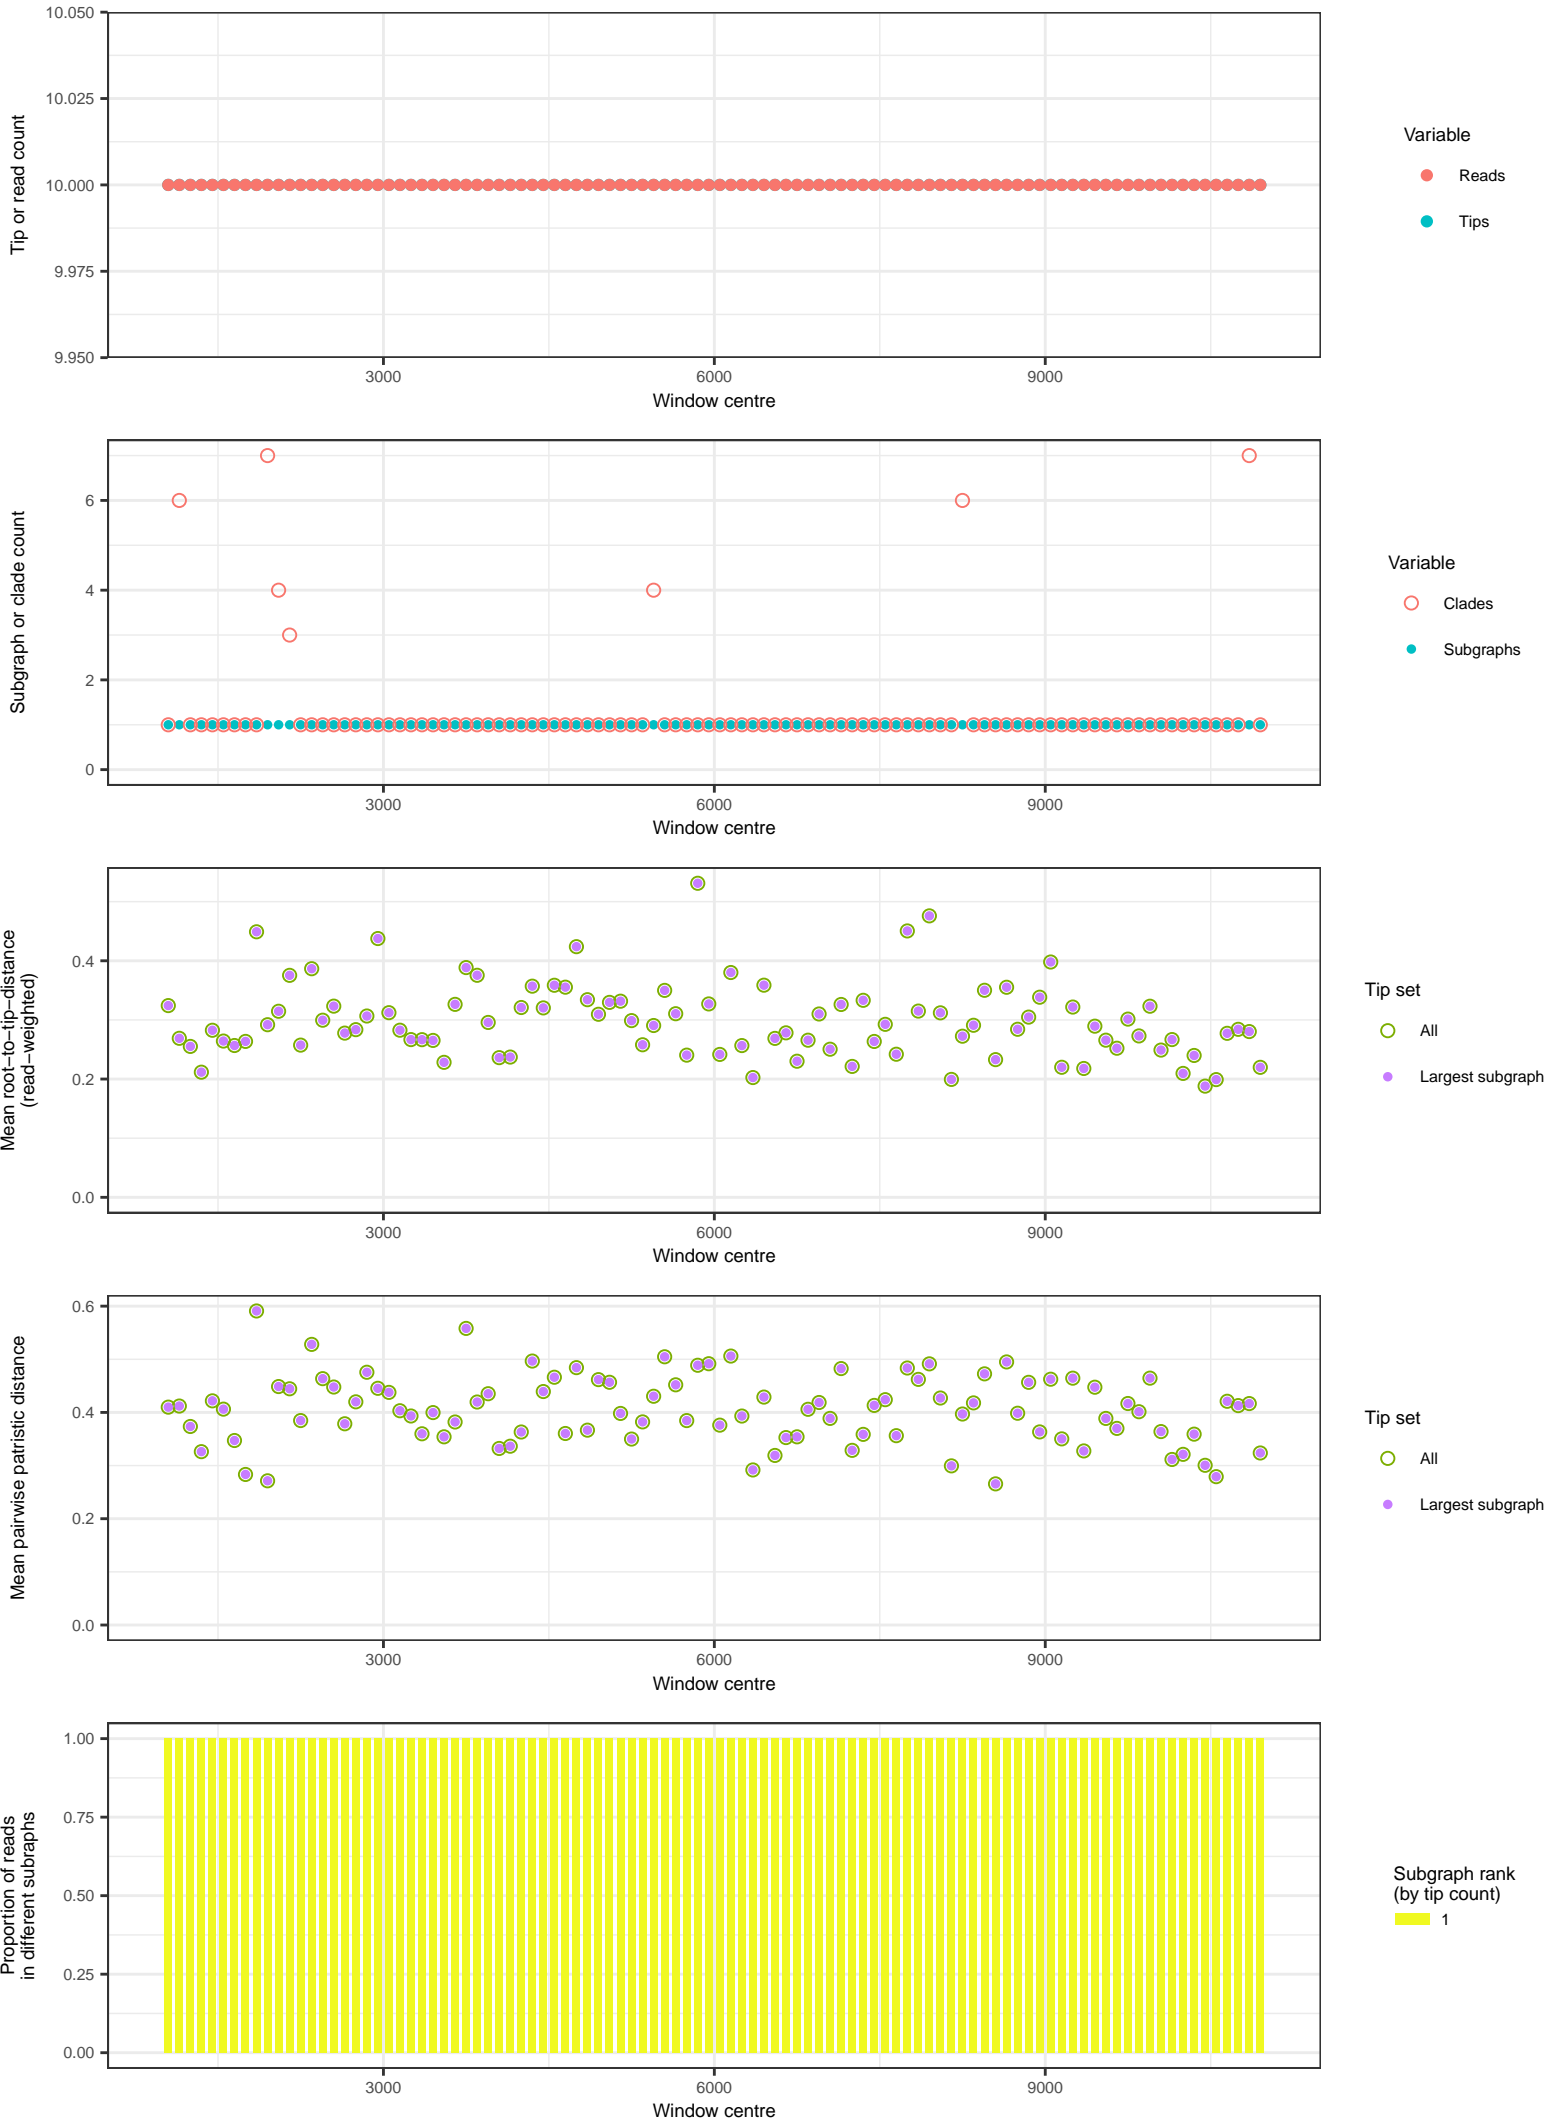 10.050
10.025
10.000
9.975
9.950
Tip or read count
3000 6000 9000
Window centre
Variable
Reads
Tips
6
4
2
0
Subgraph or clade count
3000 6000 9000
Window centre
Variable
Clades
Subgraphs
0.4
0.2
0.0
Mean root−to−tip−distance
(read−weighted)
3000 6000 9000
Window centre
Tip set
All
Largest subgraph
0.6
0.4
0.2
0.0
Mean pairwise patristic distance
3000 6000 9000
Window centre
Tip set
All
Largest subgraph
1.00
0.75
0.50
0.25
0.00
Proportion of reads
in different subraphs
3000 6000 9000
Window centre
Subgraph rank
(by tip count)
1